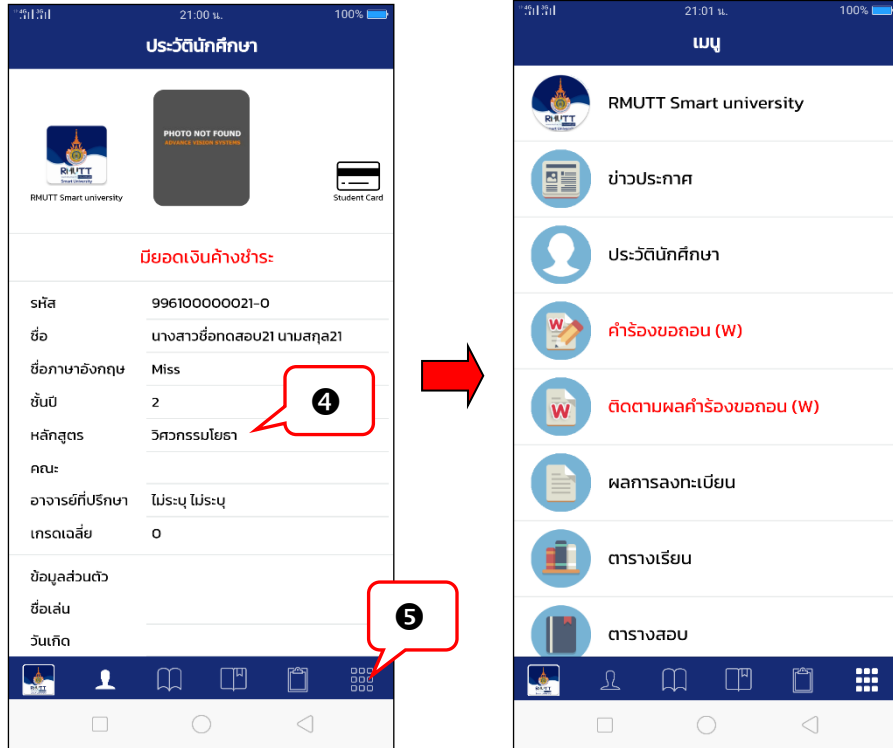 21:00 น.
100%
ประวัตินักศึกษา
PHOTO NOT FOUND
ADVANCE VISION SYSTEMS
RMUTT
Smart University
RMUTT Smart university
Student Card
มียอดเงินค้างชำระ
รหัส 996100000021-0
ชื่อ นางสาวชื่อทดสอบ21 นามสกุล21
ชื่อภาษาอังกฤษ Miss
ชั้นปี 2
❹
หลักสูตร วิศวกรรมโยธา
คณะ
อาจารย์ที่ปรึกษา ไม่ระบุ ไม่ระบุ
เกรดเฉลี่ย 0
ข้อมูลส่วนตัว
ชื่อเล่น
❺
วันเกิด
21:01 น.
100%
เมนู
RMUTT
RMUTT Smart university
ข่าวประกาศ
ประวัตินักศึกษา
W
คำร้องขอถอน (W)
W
ติดตามผลคำร้องขอถอน (W)
ผลการลงทะเบียน
ตารางเรียน
ตารางสอบ